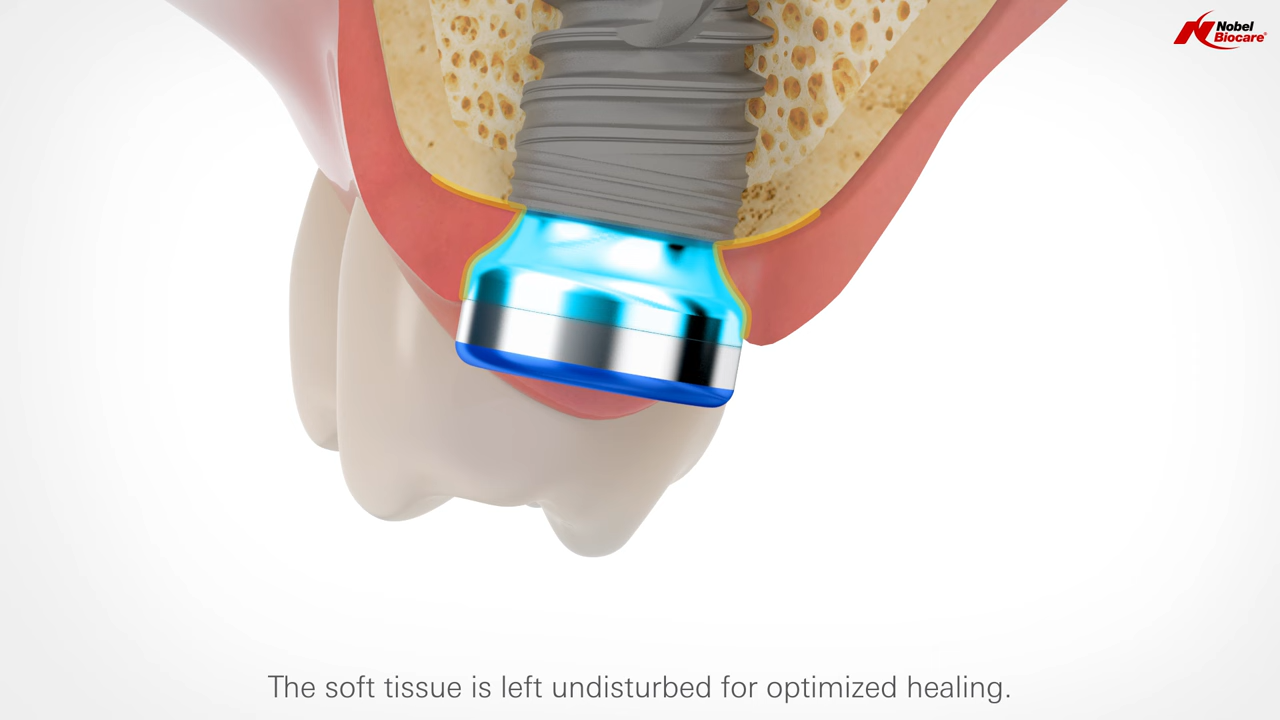 Nobel
Biocare®
The soft tissue is left undisturbed for optimized healing.